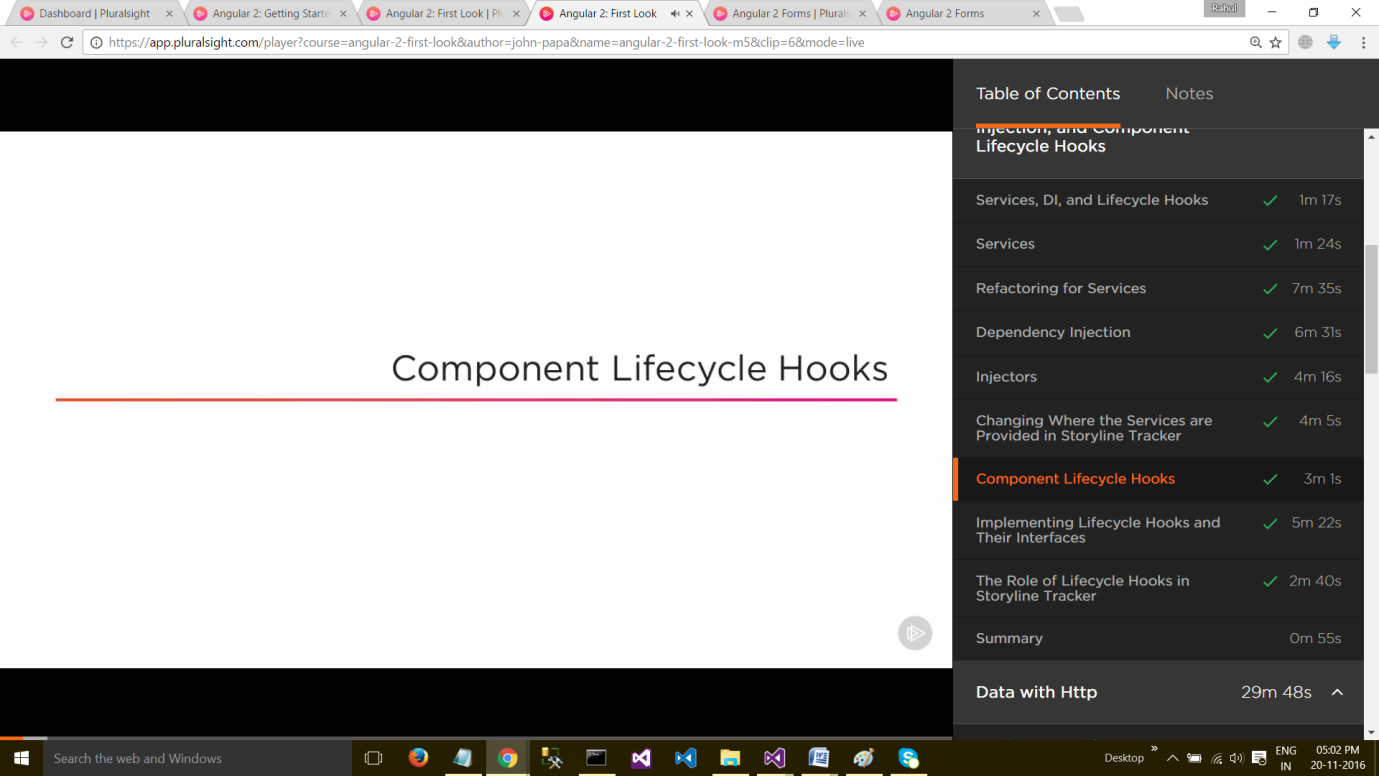 Dashboard | Pluralsight
Angular 2: Getting Starte
Angular 2: First Look | Pl
Angular 2: First Look
Angular 2 Forms | Plurals
Angular 2 Forms
Rahul
https://app.pluralsight.com/player?course=angular-2-first-look&author=john-papa&name=angular-2-first-look-m5&clip=6&mode=live
Component Lifecycle Hooks
Table of Contents
Notes
Injection, and Component
Lifecycle Hooks
Services, DI, and Lifecycle Hooks 1m 17s
Services 1m 24s
Refactoring for Services 7m 35s
Dependency Injection 6m 31s
Injectors 4m 16s
Changing Where the Services are 4m 5s
Provided in Storyline Tracker
Component Lifecycle Hooks 3m 1s
Implementing Lifecycle Hooks and 5m 22s
Their Interfaces
The Role of Lifecycle Hooks in 2m 40s
Storyline Tracker
Summary 0m 55s
Data with Http 29m 48s
Search the web and Windows
Desktop
ENG
IN
05:02 PM
20-11-2016